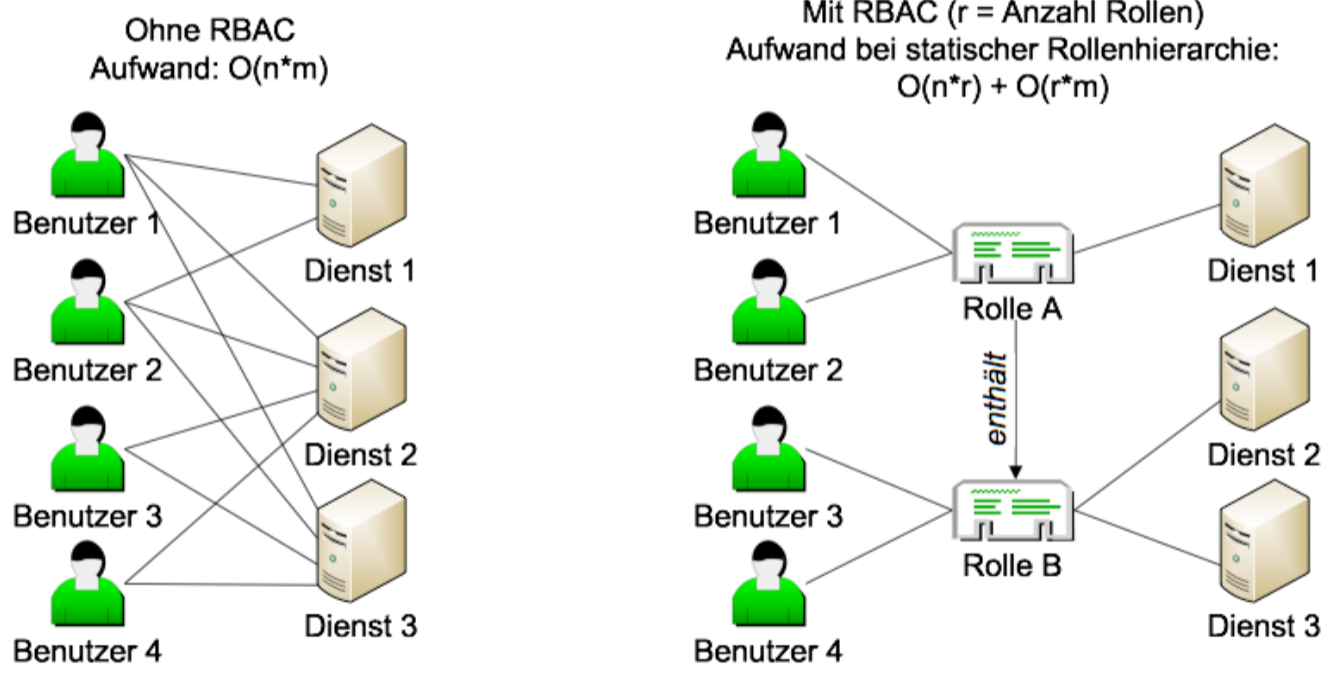 Ohne RBAC
Aufwand: O(n*m)
Benutzer 1
Dienst 1
Benutzer 2
Dienst 2
Benutzer 3
Dienst 3
Benutzer 4
Mit RBAC (r = Anzahl Rollen)
Aufwand bei statischer Rollenhierarchie:
O(n*r) + O(r*m)
Benutzer 1
Dienst 1
Rolle A
Benutzer 2
enthält
Dienst 2
Benutzer 3
Rolle B
Dienst 3
Benutzer 4